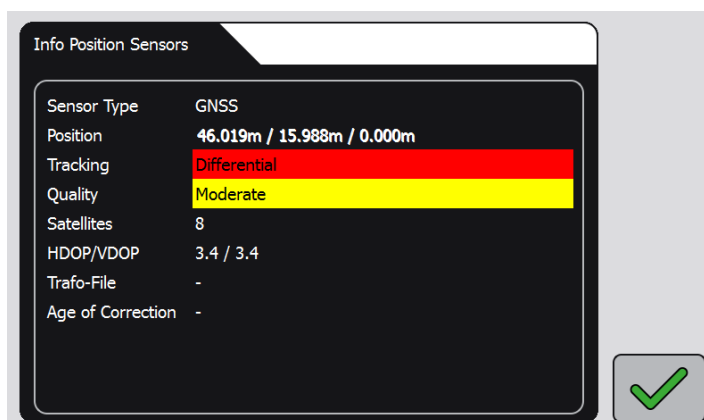 Info Position Sensors
Sensor Type GNSS
Position 46.019m / 15.988m / 0.000m
Tracking Differential
Quality Moderate
Satellites 8
HDOP/VDOP 3.4 / 3.4
Trafo-File -
Age of Correction -